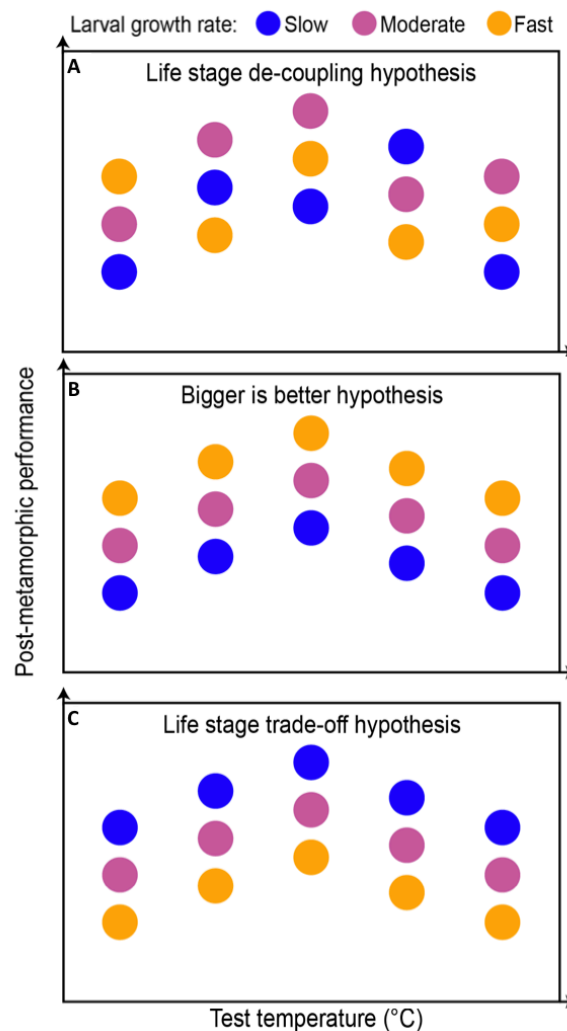 Larval growth rate: Slow Moderate Fast
A
Life stage de-coupling hypothesis
B
Bigger is better hypothesis
C
Life stage trade-off hypothesis
Post-metamorphic performance
Test temperature (°C)